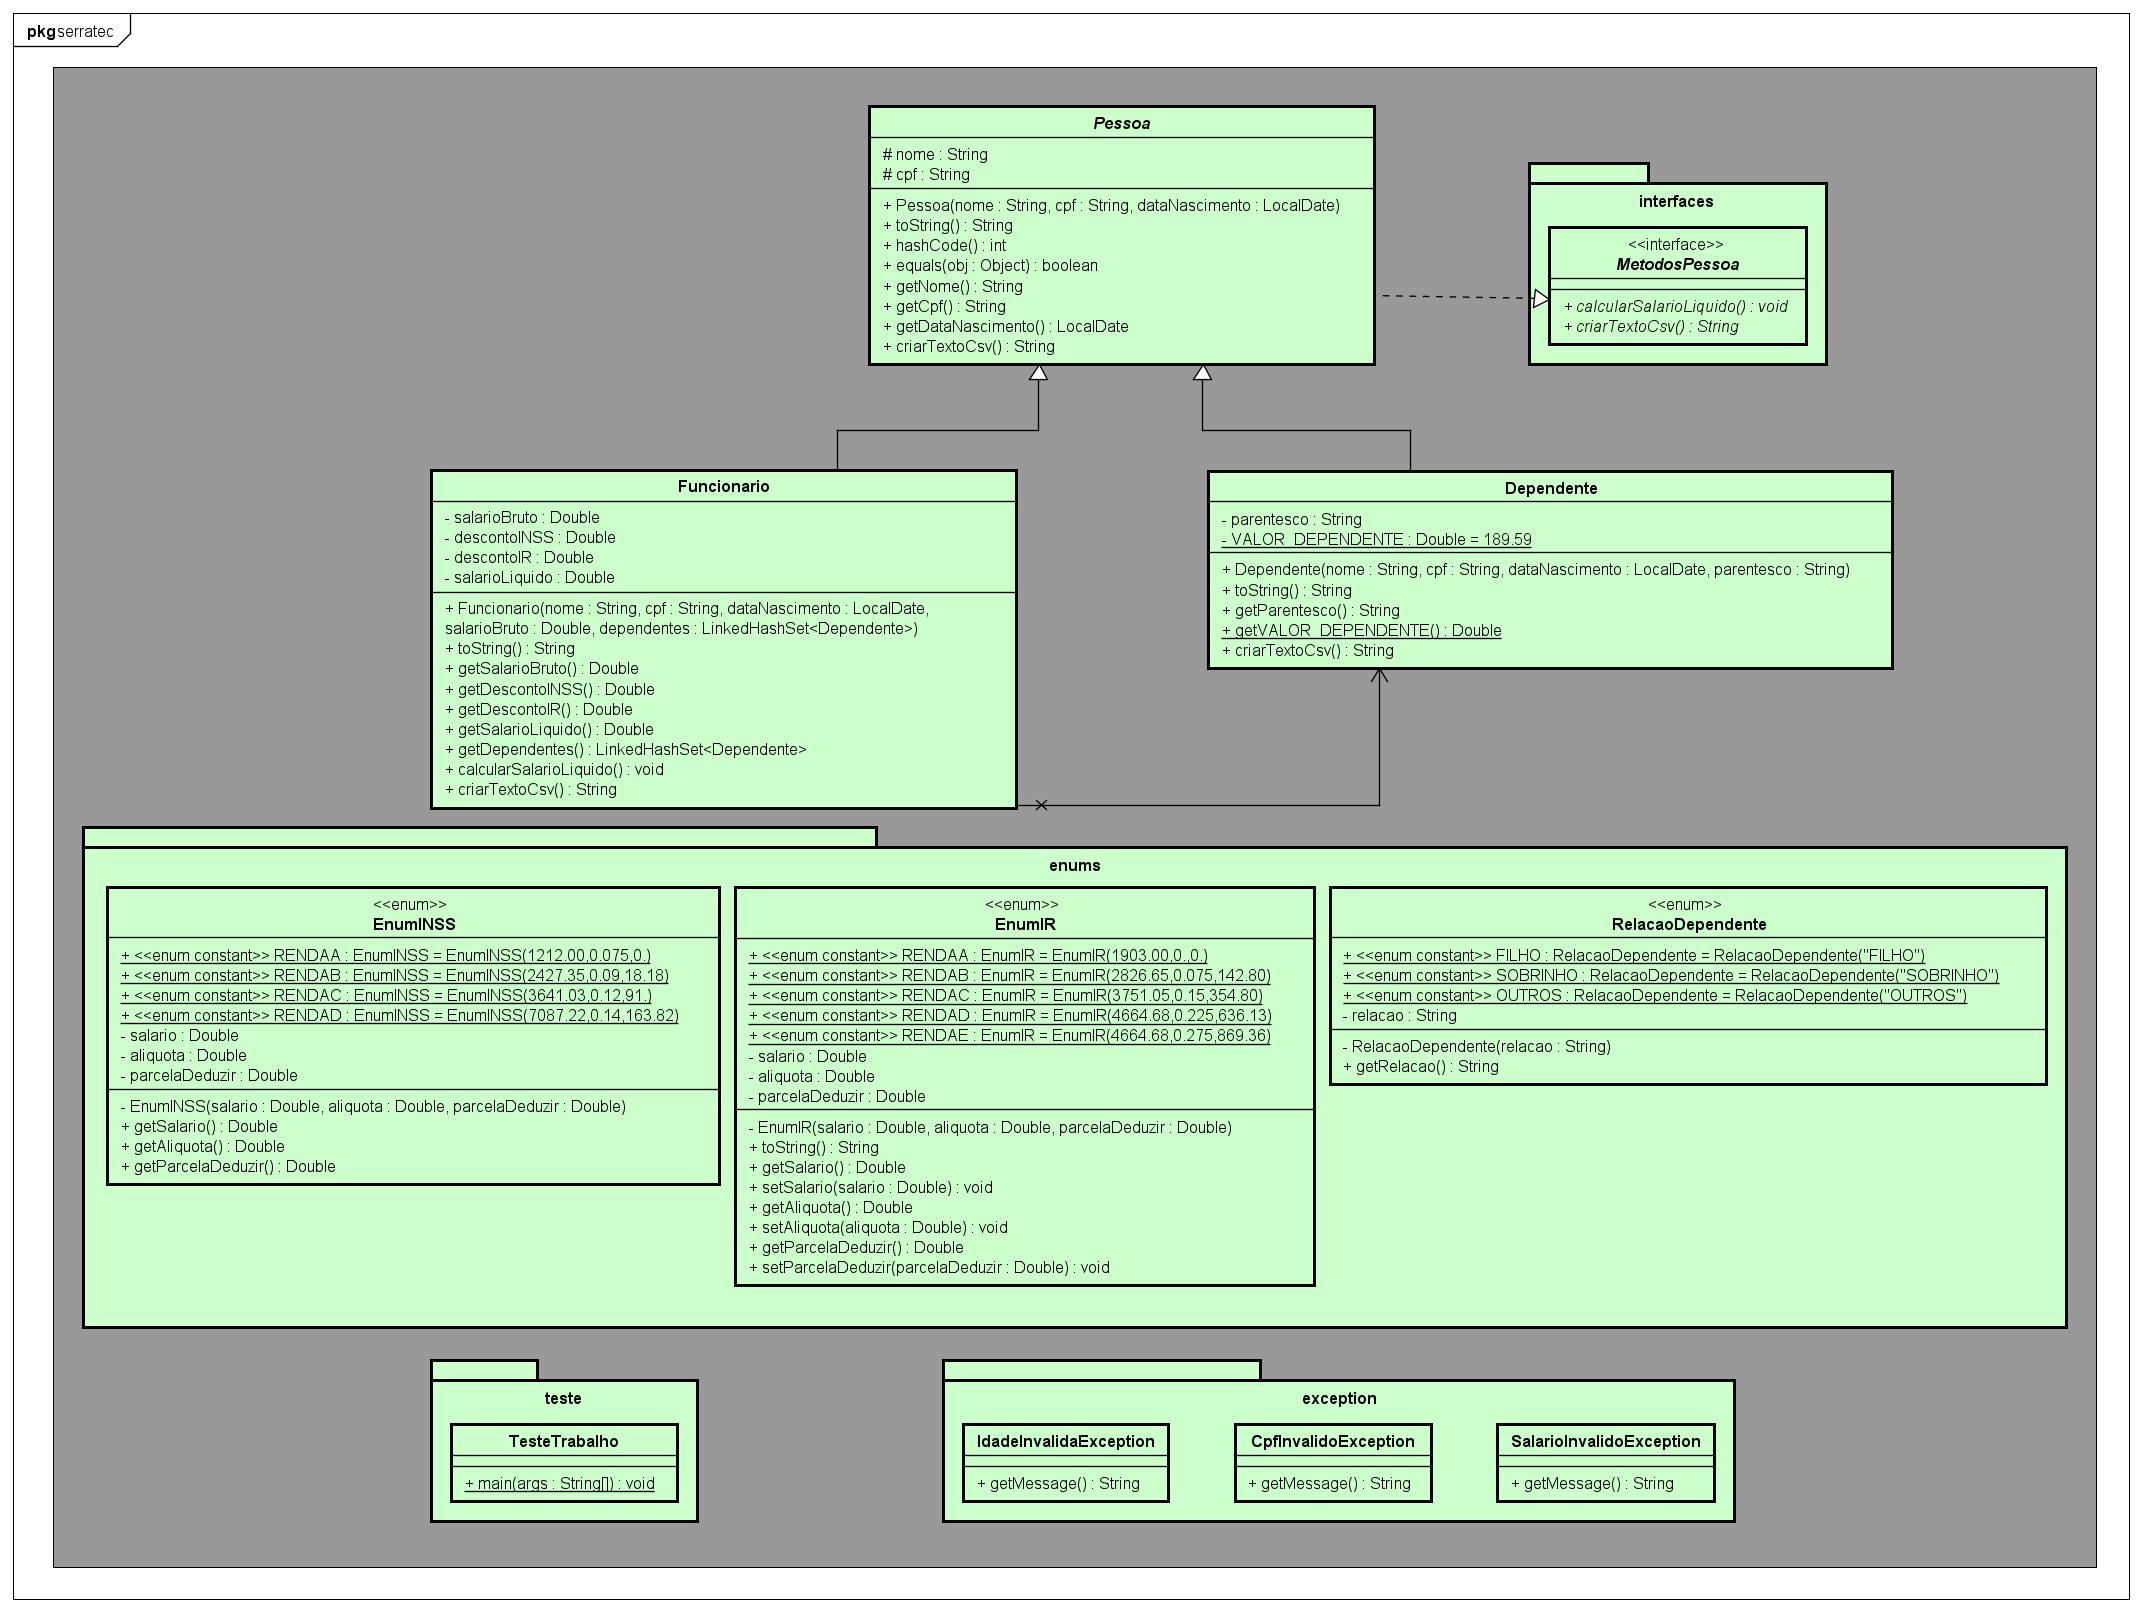 pkg serratec
Pessoa
# nome : String
# cpf : String
+ Pessoa(nome : String, cpf : String, dataNascimento : LocalDate)
+ toString() : String
+ hashCode() : int
+ equals(obj : Object) : boolean
+ getNome() : String
+ getCpf() : String
+ getDataNascimento() : LocalDate
+ criarTextoCsv() : String
interfaces
<<interface>>
MetodosPessoa
+ calcularSalarioLiquido() : void
+ criarTextoCsv() : String
Funcionario
- salarioBruto : Double
- descontoINSS : Double
- descontoIR : Double
- salarioLiquido : Double
+ Funcionario(nome : String, cpf : String, dataNascimento : LocalDate,
salarioBruto : Double, dependentes : LinkedHashSet<Dependente>)
+ toString() : String
+ getSalarioBruto() : Double
+ getDescontoINSS() : Double
+ getDescontoIR() : Double
+ getSalarioLiquido() : Double
+ getDependentes() : LinkedHashSet<Dependente>
+ calcularSalarioLiquido() : void
+ criarTextoCsv() : String
Dependente
- parentesco : String
- VALOR_DEPENDENTE : Double = 189.59
+ Dependente(nome : String, cpf : String, dataNascimento : LocalDate, parentesco : String)
+ toString() : String
+ getParentesco() : String
+ getVALOR_DEPENDENTE() : Double
+ criarTextoCsv() : String
enums
<<enum>>
EnumINSS
+ <<enum constant>> RENDAA : EnumINSS = EnumINSS(1212.00,0.075,0.)
+ <<enum constant>> RENDAB : EnumINSS = EnumINSS(2427.35,0.09,18.18)
+ <<enum constant>> RENDAC : EnumINSS = EnumINSS(3641.03,0.12,91.)
+ <<enum constant>> RENDAD : EnumINSS = EnumINSS(7087.22,0.14,163.82)
- salario : Double
- aliquota : Double
- parcelaDeduzir : Double
- EnumINSS(salario : Double, aliquota : Double, parcelaDeduzir : Double)
+ getSalario() : Double
+ getAliquota() : Double
+ getParcelaDeduzir() : Double
<<enum>>
EnumIR
+ <<enum constant>> RENDAA : EnumIR = EnumIR(1903.00,0.,0.)
+ <<enum constant>> RENDAB : EnumIR = EnumIR(2826.65,0.075,142.80)
+ <<enum constant>> RENDAC : EnumIR = EnumIR(3751.05,0.15,354.80)
+ <<enum constant>> RENDAD : EnumIR = EnumIR(4664.68,0.225,636.13)
+ <<enum constant>> RENDAE : EnumIR = EnumIR(4664.68,0.275,869.36)
- salario : Double
- aliquota : Double
- parcelaDeduzir : Double
- EnumIR(salario : Double, aliquota : Double, parcelaDeduzir : Double)
+ toString() : String
+ getSalario() : Double
+ setSalario(salario : Double) : void
+ getAliquota() : Double
+ setAliquota(aliquota : Double) : void
+ getParcelaDeduzir() : Double
+ setParcelaDeduzir(parcelaDeduzir : Double) : void
<<enum>>
RelacaoDependente
+ <<enum constant>> FILHO : RelacaoDependente = RelacaoDependente("FILHO")
+ <<enum constant>> SOBRINHO : RelacaoDependente = RelacaoDependente("SOBRINHO")
+ <<enum constant>> OUTROS : RelacaoDependente = RelacaoDependente("OUTROS")
- relacao : String
- RelacaoDependente(relacao : String)
+ getRelacao() : String
teste
TesteTrabalho
+ main(args : String[]) : void
exception
IdadeInvalidaException
+ getMessage() : String
CpfInvalidoException
+ getMessage() : String
SalarioInvalidoException
+ getMessage() : String